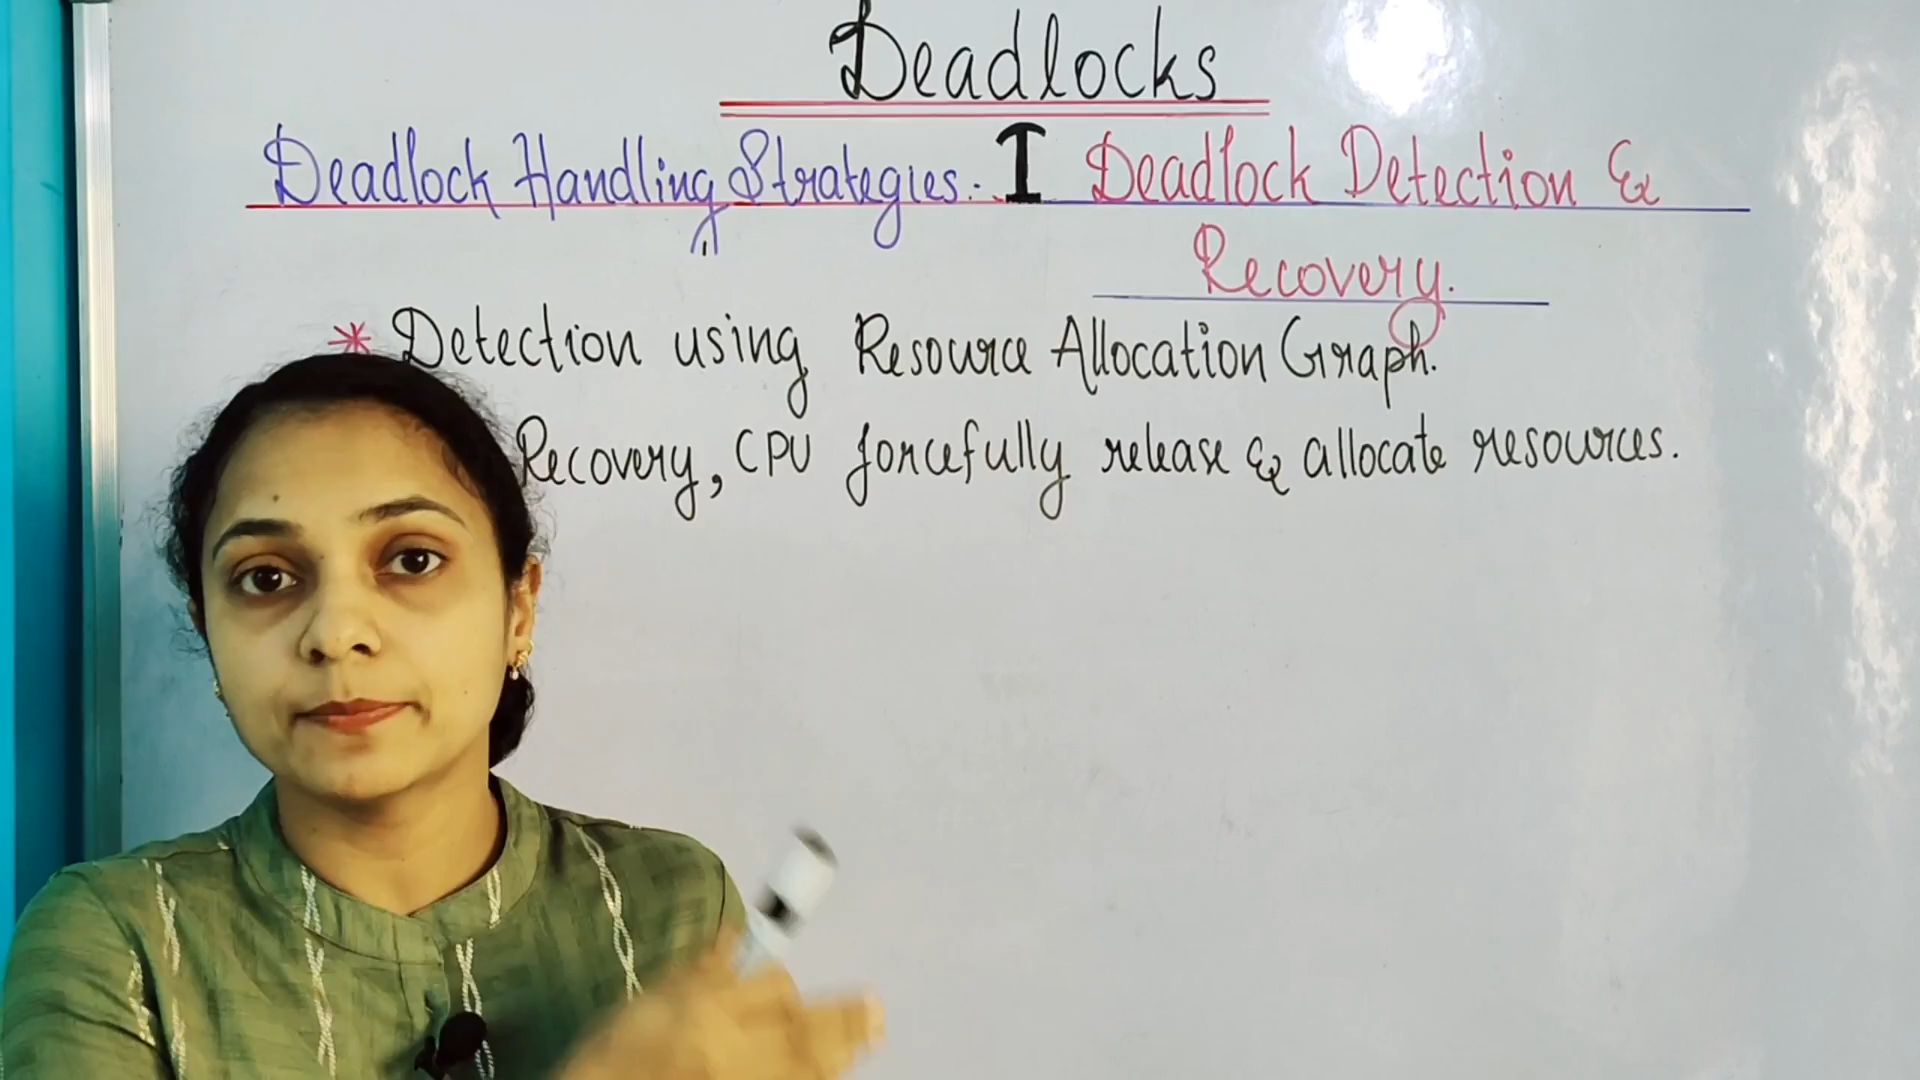 Deadlocks
Deadlock Handling Strategies:- I Deadlock Detection &
Recovery.
* Detection using Resource Allocation Graph.
Recovery, CPU forcefully release & allocate resources.